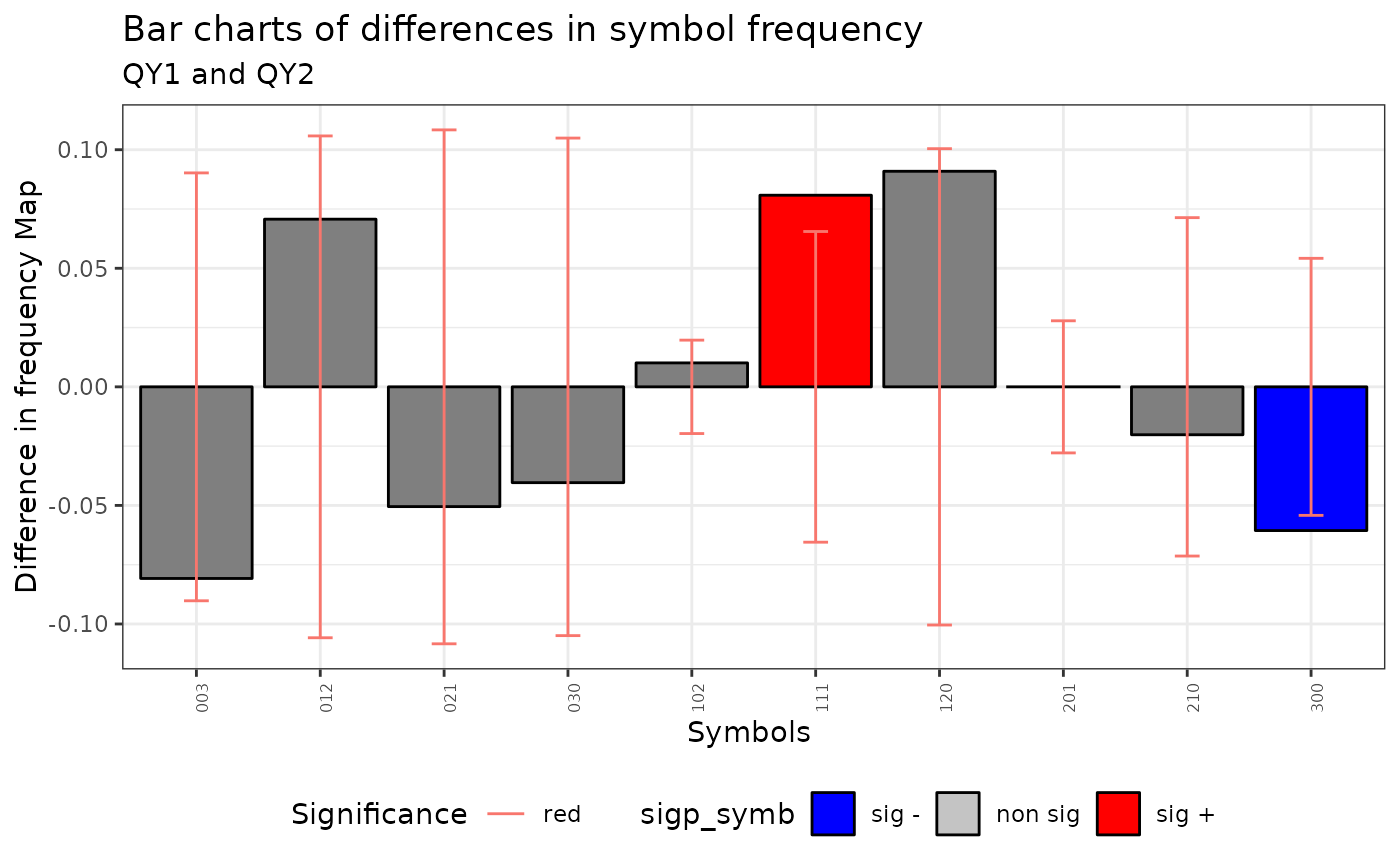 Bar charts of differences in symbol frequency
QY1 and QY2
Difference in frequency Map
0.10
0.05
0.00
-0.05
-0.10
003 012 021 030 102 111 120 201 210 300
Symbols
Significance red sigp_symb sig - non sig sig +